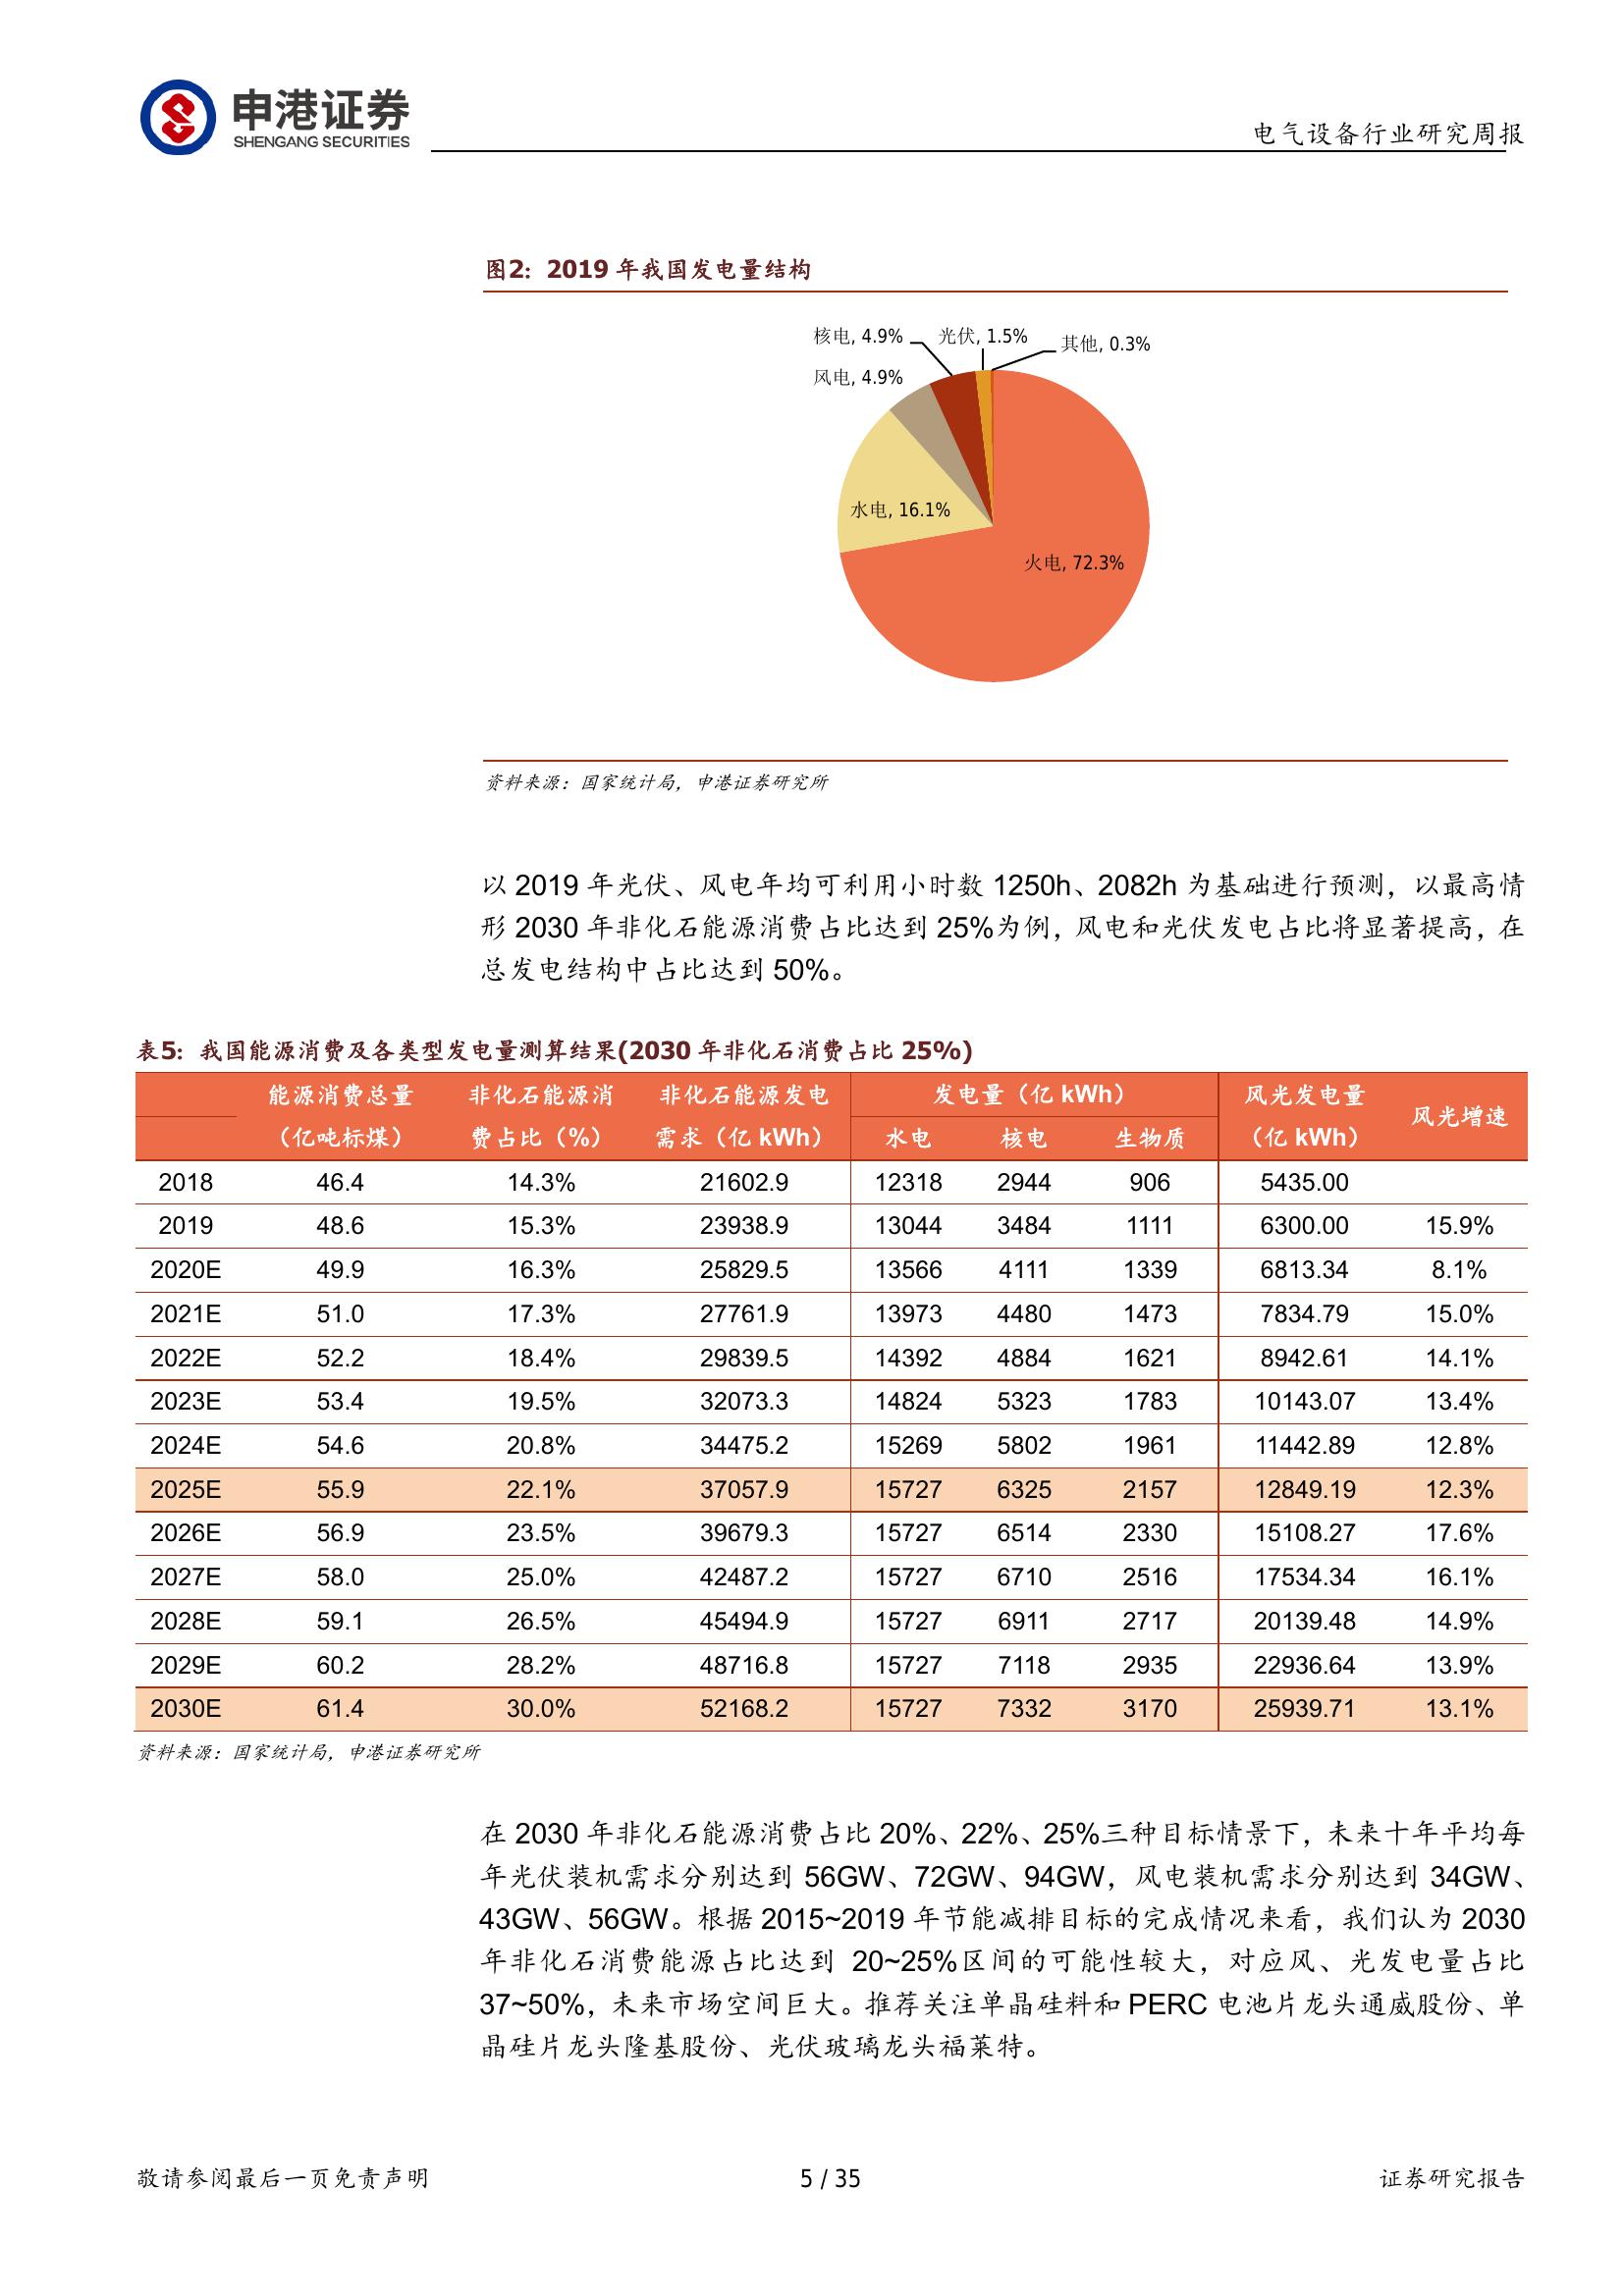 申港证券
SHENGANG SECURITIES
电气设备行业研究周报
图2：2019 年我国发电量结构
核电, 4.9%
光伏, 1.5%
其他, 0.3%
风电, 4.9%
水电, 16.1%
火电, 72.3%
资料来源：国家统计局，申港证券研究所
以 2019 年光伏、风电年均可利用小时数 1250h、2082h 为基础进行预测，以最高情
形 2030 年非化石能源消费占比达到 25%为例，风电和光伏发电占比将显著提高，在
总发电结构中占比达到 50%。
表5：我国能源消费及各类型发电量测算结果(2030 年非化石消费占比 25%)
能源消费总量 非化石能源消 非化石能源发电 发电量（亿 kWh） 风光发电量 风光增速
（亿吨标煤） 费占比（%） 需求（亿 kWh） 水电 核电 生物质 （亿 kWh）
2018 46.4 14.3% 21602.9 12318 2944 906 5435.00
2019 48.6 15.3% 23938.9 13044 3484 1111 6300.00 15.9%
2020E 49.9 16.3% 25829.5 13566 4111 1339 6813.34 8.1%
2021E 51.0 17.3% 27761.9 13973 4480 1473 7834.79 15.0%
2022E 52.2 18.4% 29839.5 14392 4884 1621 8942.61 14.1%
2023E 53.4 19.5% 32073.3 14824 5323 1783 10143.07 13.4%
2024E 54.6 20.8% 34475.2 15269 5802 1961 11442.89 12.8%
2025E 55.9 22.1% 37057.9 15727 6325 2157 12849.19 12.3%
2026E 56.9 23.5% 39679.3 15727 6514 2330 15108.27 17.6%
2027E 58.0 25.0% 42487.2 15727 6710 2516 17534.34 16.1%
2028E 59.1 26.5% 45494.9 15727 6911 2717 20139.48 14.9%
2029E 60.2 28.2% 48716.8 15727 7118 2935 22936.64 13.9%
2030E 61.4 30.0% 52168.2 15727 7332 3170 25939.71 13.1%
资料来源：国家统计局，申港证券研究所
在 2030 年非化石能源消费占比 20%、22%、25%三种目标情景下，未来十年平均每
年光伏装机需求分别达到 56GW、72GW、94GW，风电装机需求分别达到 34GW、
43GW、56GW。根据 2015~2019 年节能减排目标的完成情况来看，我们认为 2030
年非化石消费能源占比达到 20~25%区间的可能性较大，对应风、光发电量占比
37~50%，未来市场空间巨大。推荐关注单晶硅料和 PERC 电池片龙头通威股份、单
晶硅片龙头隆基股份、光伏玻璃龙头福莱特。
敬请参阅最后一页免责声明
5 / 35
证券研究报告